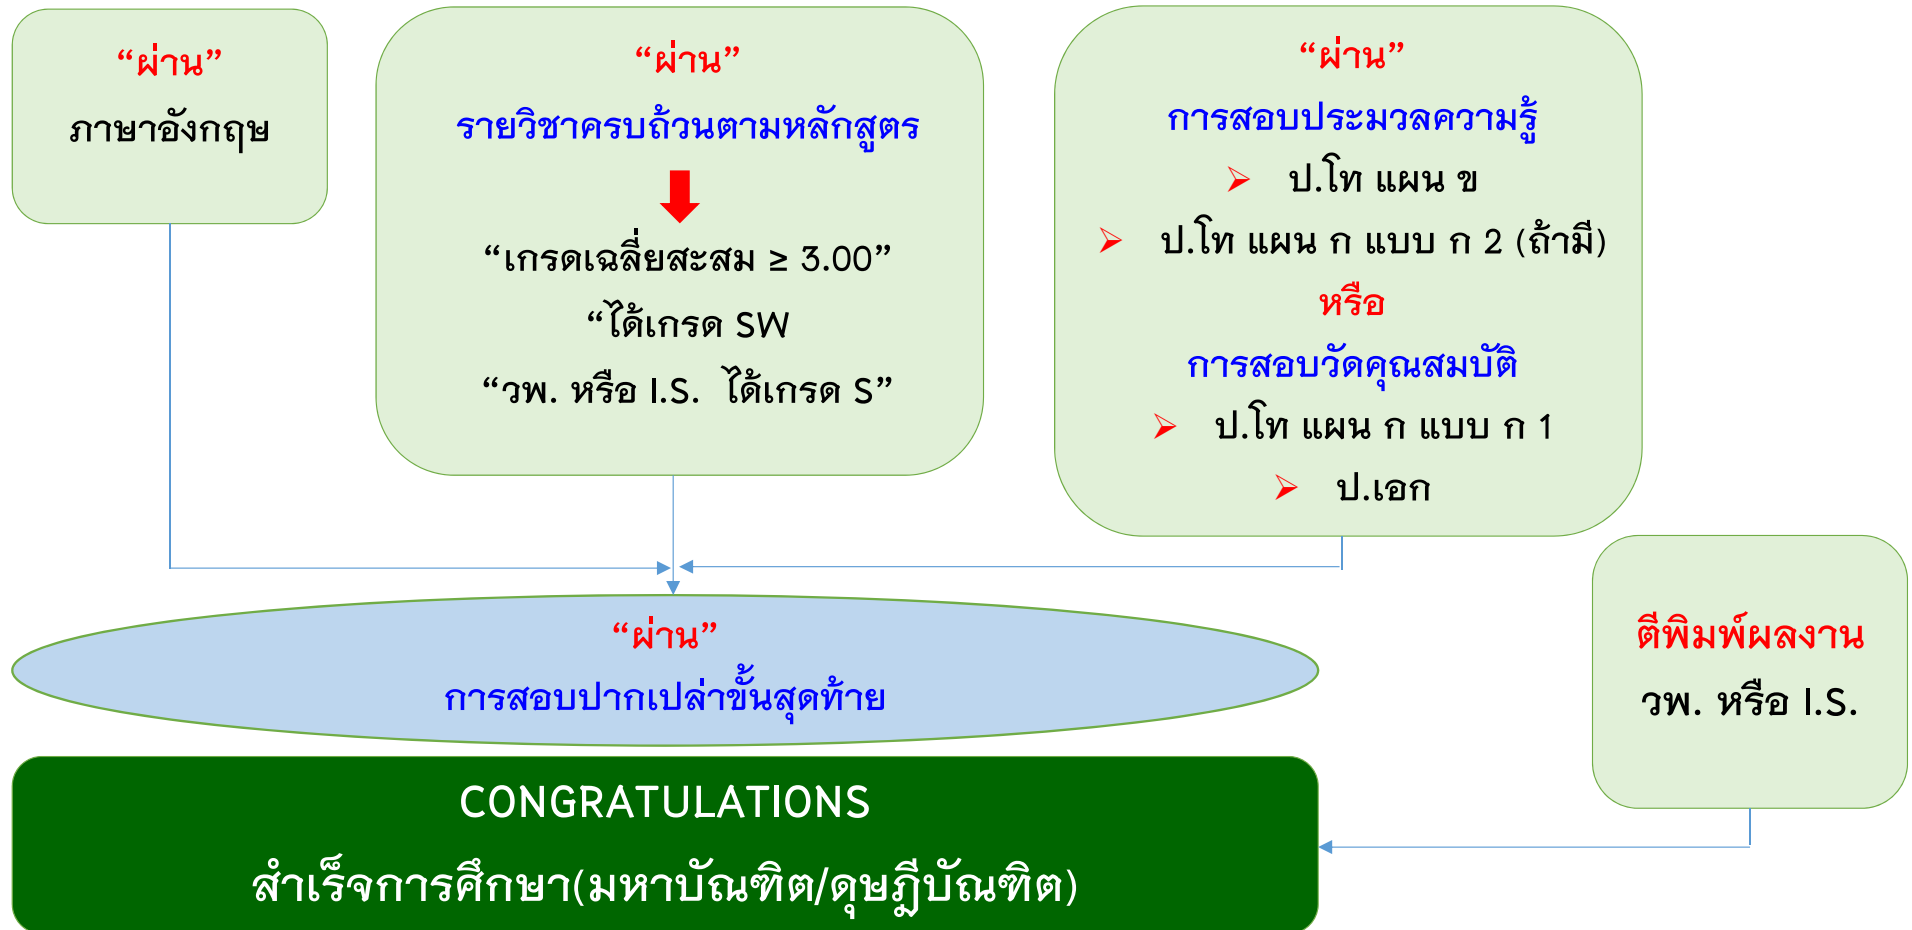 “ผ่าน”
ภาษาอังกฤษ
“ผ่าน”
รายวิชาครบถ้วนตามหลักสูตร
“เกรดเฉลี่ยสะสม ≥ 3.00”
“ได้เกรด SW
“วพ. หรือ I.S. ได้เกรด S”
“ผ่าน”
การสอบประมวลความรู้
➢ ป.โท แผน ข
➢ ป.โท แผน ก แบบ ก 2 (ถ้ามี)
หรือ
การสอบวัดคุณสมบัติ
➢ ป.โท แผน ก แบบ ก 1
➢ ป.เอก
“ผ่าน”
การสอบปากเปล่าขั้นสุดท้าย
ตีพิมพ์ผลงาน
วพ. หรือ I.S.
CONGRATULATIONS
สำเร็จการศึกษา(มหาบัณฑิต/ดุษฎีบัณฑิต)